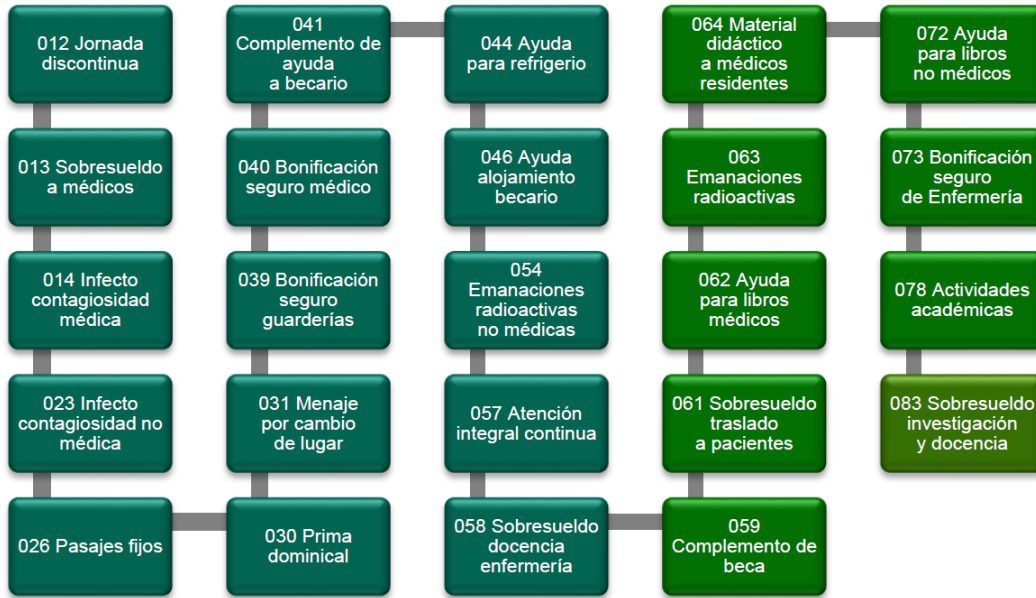 012 Jornada
discontinua
013 Sobresueldo
a médicos
014 Infecto
contagiosidad
médica
023 Infecto
contagiosidad no
médica
026 Pasajes fijos
030 Prima
dominical
031 Menaje
por cambio
de lugar
039 Bonificación
seguro
guarderías
040 Bonificación
seguro médico
041
Complemento de
ayuda
a becario
044 Ayuda
para refrigerio
046 Ayuda
alojamiento
becario
054
Emanaciones
radioactivas
no médicas
057 Atención
integral continua
058 Sobresueldo
docencia
enfermería
059
Complemento de
beca
061 Sobresueldo
traslado
a pacientes
062 Ayuda
para libros
médicos
063
Emanaciones
radioactivas
064 Material
didáctico
a médicos
residentes
072 Ayuda
para libros
no médicos
073 Bonificación
seguro
de Enfermería
078 Actividades
académicas
083 Sobresueldo
investigación
y docencia